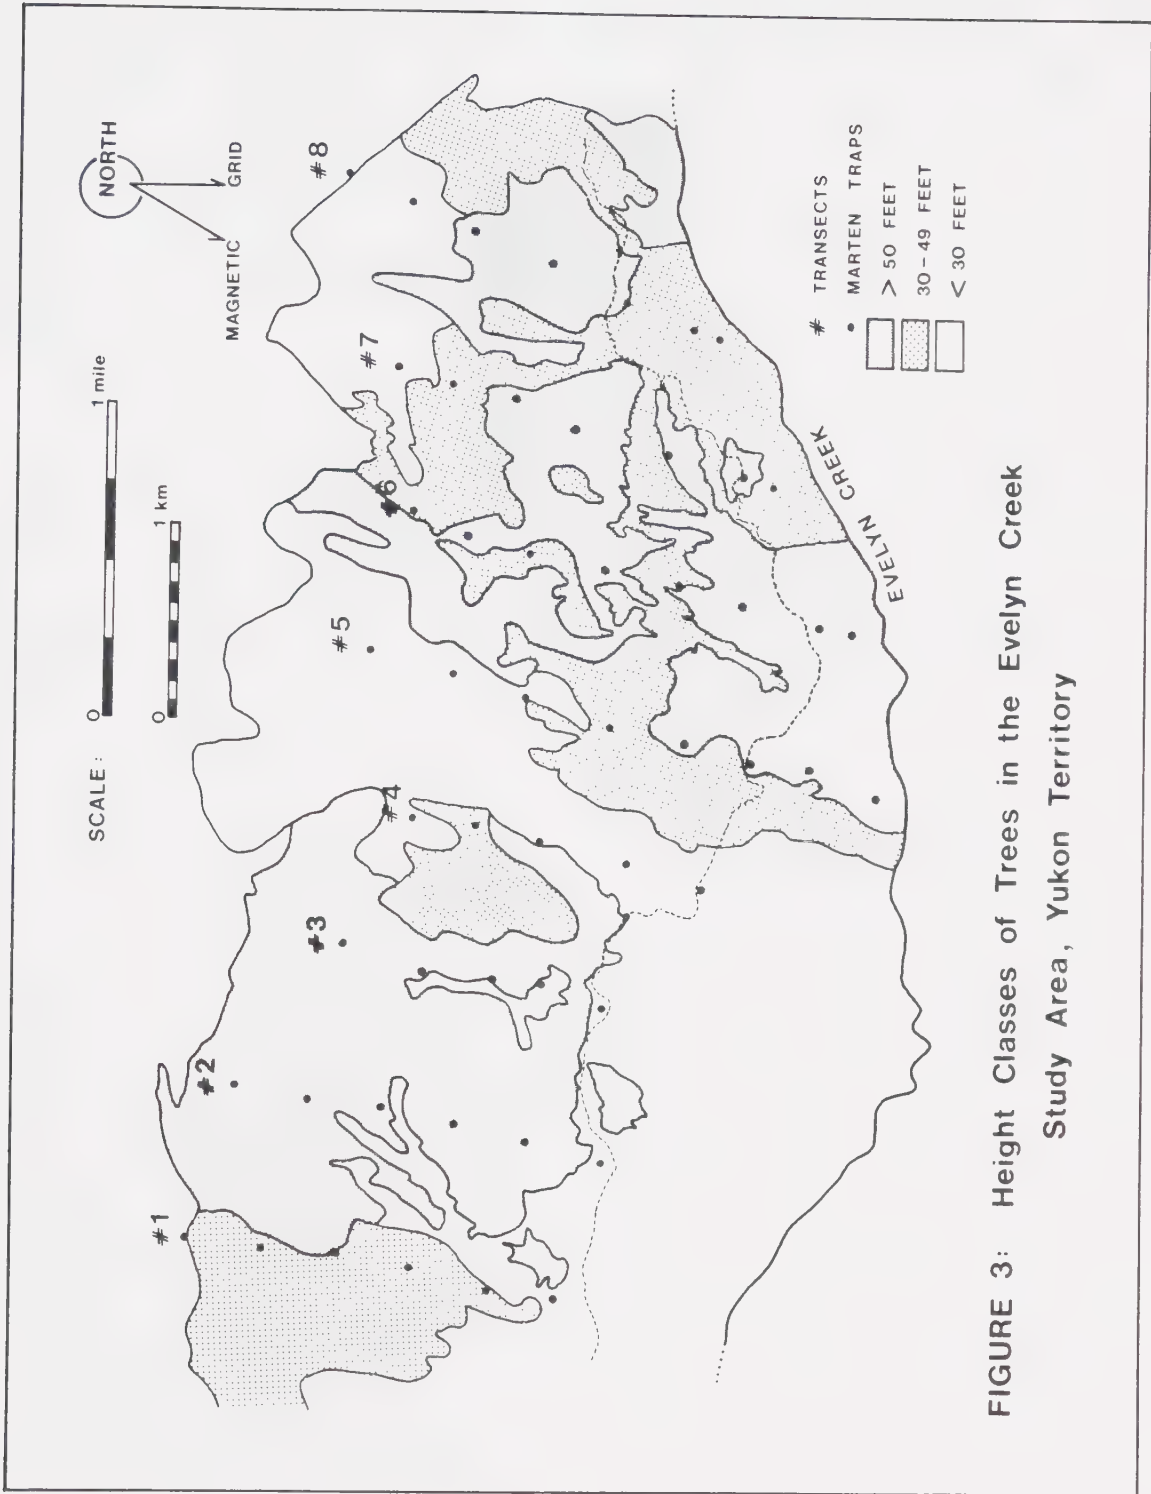 SCALE :
0
1 mile
0
1 km
NORTH
MAGNETIC
GRID
#1
#2
#3
#4
#5
#6
#7
#8
EVELYN CREEK
# TRANSECTS
• MARTEN TRAPS
> 50 FEET
30-49 FEET
< 30 FEET
FIGURE 3: Height Classes of Trees in the Evelyn Creek
Study Area, Yukon Territory